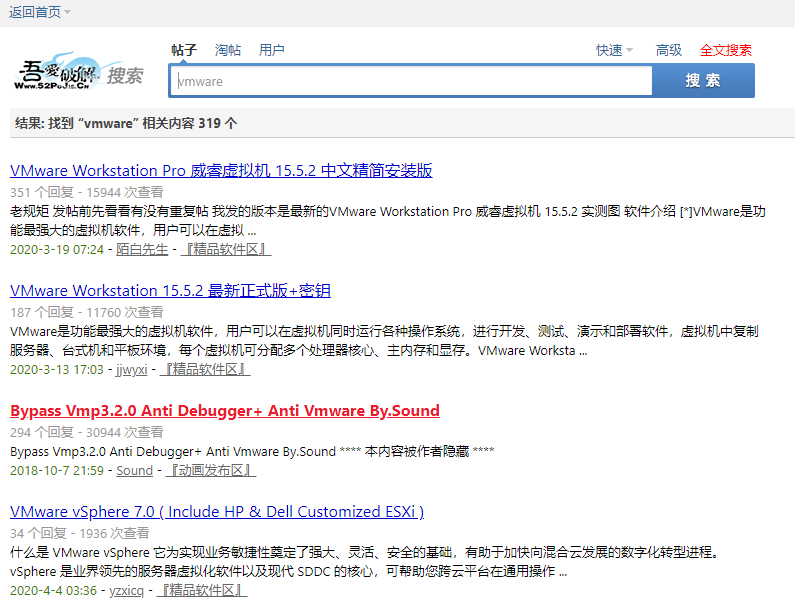 返回首页
吾愛破解
www.52PoJie.Cn
搜索
帖子 淘帖 用户 快速 高级 全文搜索
vmware 搜索
结果: 找到 “vmware” 相关内容 319 个
VMware Workstation Pro 威睿虚拟机 15.5.2 中文精简安装版
351 个回复 - 15944 次查看
老规矩 发帖前先看看有没有重复帖 我发的版本是最新的VMware Workstation Pro 威睿虚拟机 15.5.2 实测图 软件介绍 [*]VMware是功
能最强大的虚拟机软件，用户可以在虚拟 ...
2020-3-19 07:24 - 陌白先生 - 『精品软件区』
VMware Workstation 15.5.2 最新正式版+密钥
187 个回复 - 11760 次查看
VMware是功能最强大的虚拟机软件，用户可以在虚拟机同时运行各种操作系统，进行开发、测试、演示和部署软件，虚拟机中复制
服务器、台式机和平板环境，每个虚拟机可分配多个处理器核心、主内存和显存。VMware Worksta ...
2020-3-13 17:03 - jjwyxi - 『精品软件区』
Bypass Vmp3.2.0 Anti Debugger+ Anti Vmware By.Sound
294 个回复 - 30944 次查看
Bypass Vmp3.2.0 Anti Debugger+ Anti Vmware By.Sound **** 本内容被作者隐藏 ****
2018-10-7 21:59 - Sound - 『动画发布区』
VMware vSphere 7.0 ( Include HP & Dell Customized ESXi )
34 个回复 - 1936 次查看
什么是 VMware vSphere 它为实现业务敏捷性奠定了强大、灵活、安全的基础，有助于加快向混合云发展的数字化转型进程。
vSphere 是业界领先的服务器虚拟化软件以及现代 SDDC 的核心，可帮助您跨云平台在通用操作 ...
2020-4-4 03:36 - yzxicq - 『精品软件区』